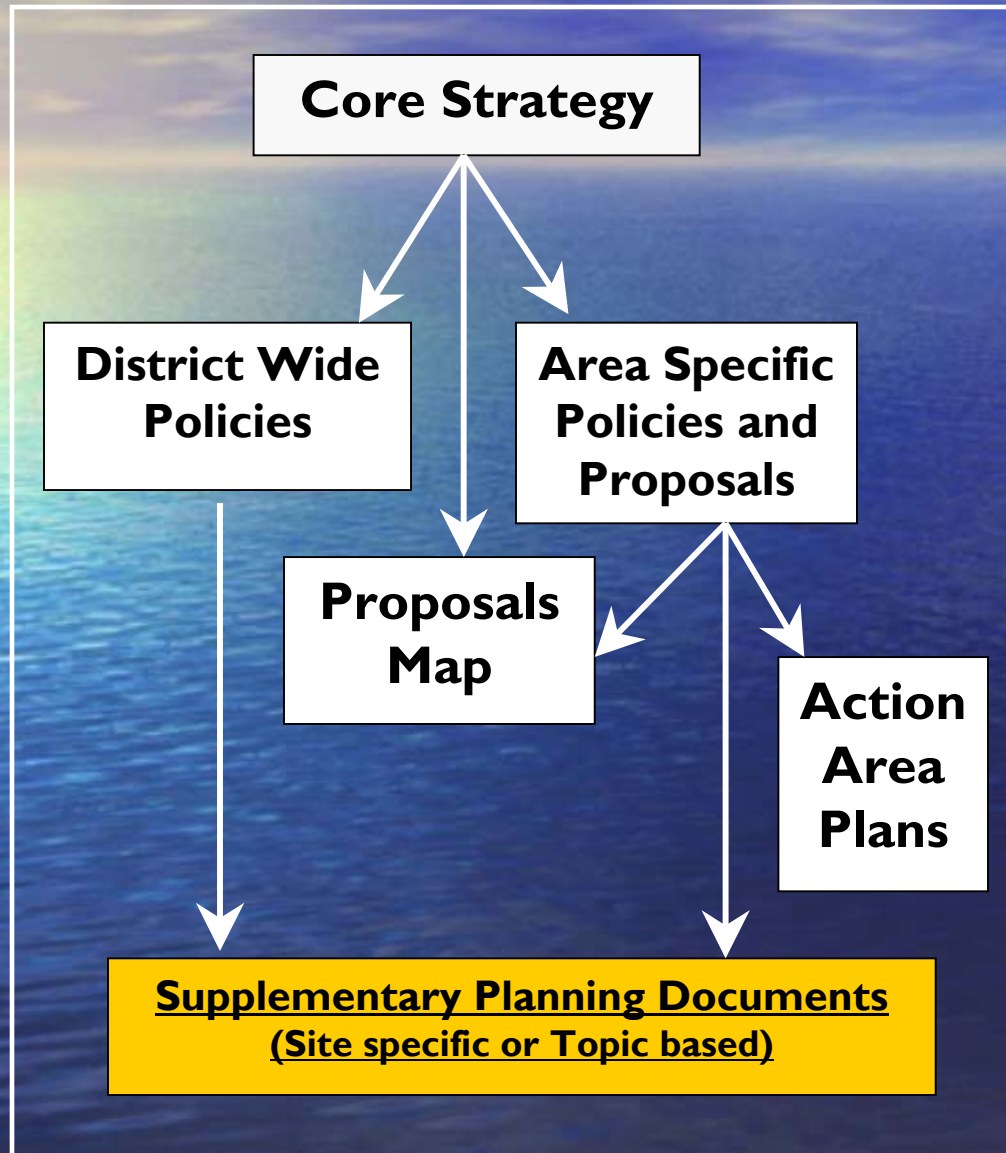 Core Strategy
District Wide
Policies
Area Specific
Policies and
Proposals
Proposals
Map
Action
Area
Plans
Supplementary Planning Documents
(Site specific or Topic based)